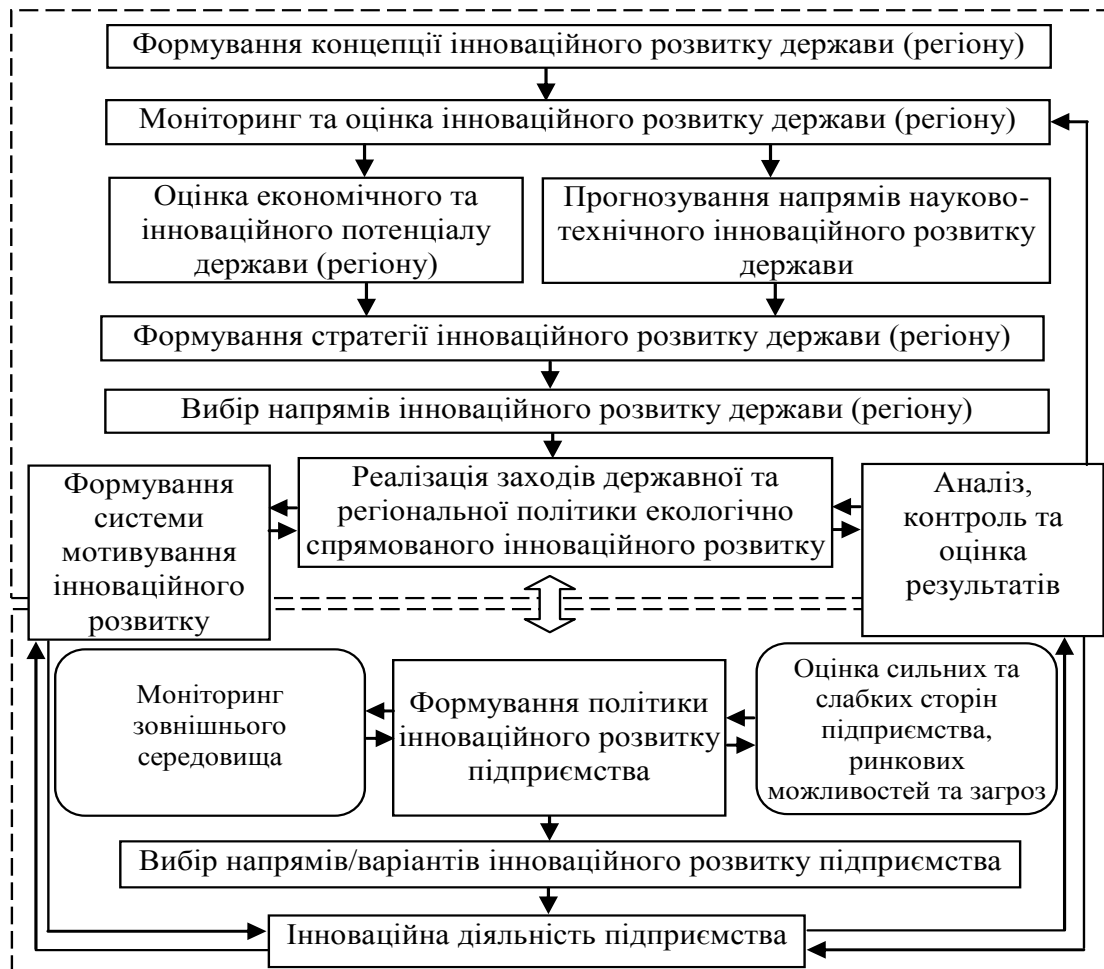 Формування концепції інноваційного розвитку держави (регіону)
Моніторинг та оцінка інноваційного розвитку держави (регіону)
Оцінка економічного та
інноваційного потенціалу
держави (регіону)
Прогнозування напрямів науково-
технічного інноваційного розвитку
держави
Формування стратегії інноваційного розвитку держави (регіону)
Вибір напрямів інноваційного розвитку держави (регіону)
Формування
системи
мотивування
інноваційного
розвитку
Реалізація заходів державної та
регіональної політики екологічно
спрямованого інноваційного розвитку
Аналіз,
контроль та
оцінка
результатів
Моніторинг
зовнішнього
середовища
Формування політики
інноваційного розвитку
підприємства
Оцінка сильних та
слабких сторін
підприємства,
ринкових
можливостей та загроз
Вибір напрямів/варіантів інноваційного розвитку підприємства
Інноваційна діяльність підприємства